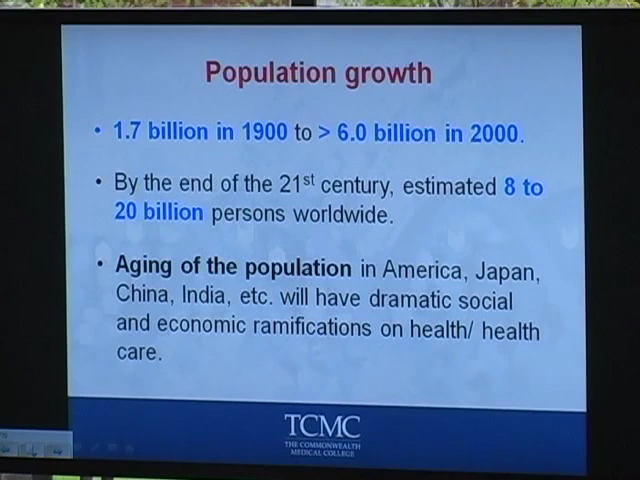 Population growth
• 1.7 billion in 1900 to > 6.0 billion in 2000.
• By the end of the 21st century, estimated 8 to
20 billion persons worldwide.
• Aging of the population in America, Japan,
China, India, etc. will have dramatic social
and economic ramifications on health/ health
care.
TCMC
THE COMMONWEALTH
MEDICAL COLLEGE